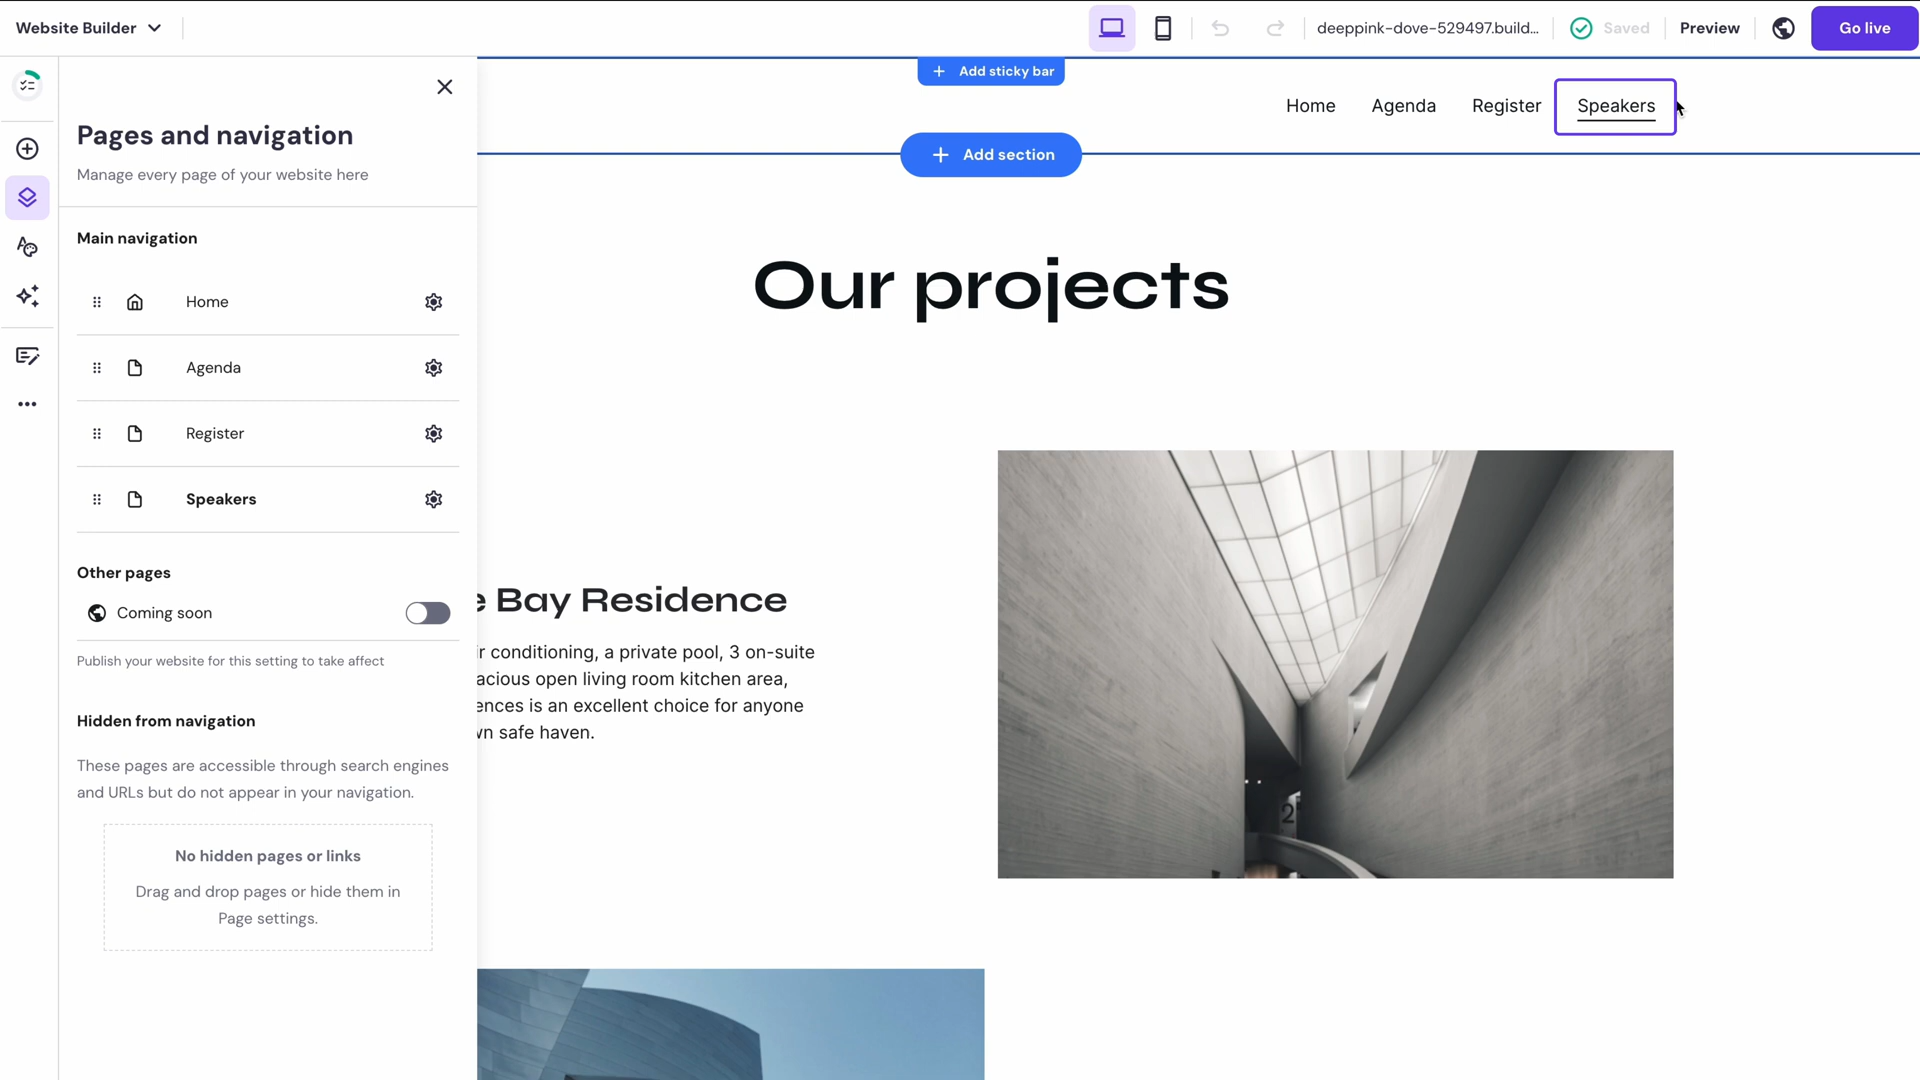 Website Builder
deeppink-dove-529497.build...
Saved
Preview
Go live
Add sticky bar
Home
Agenda
Register
Speakers
Add section
Pages and navigation
Manage every page of your website here
Main navigation
Home
Agenda
Register
Speakers
Other pages
Coming soon
Publish your website for this setting to take affect
Hidden from navigation
These pages are accessible through search engines
and URLs but do not appear in your navigation.
No hidden pages or links
Drag and drop pages or hide them in
Page settings.
Our projects
Bay Residence
conditioning, a private pool, 3 on-suite
open living room kitchen area,
is an excellent choice for anyone
safe haven.
2